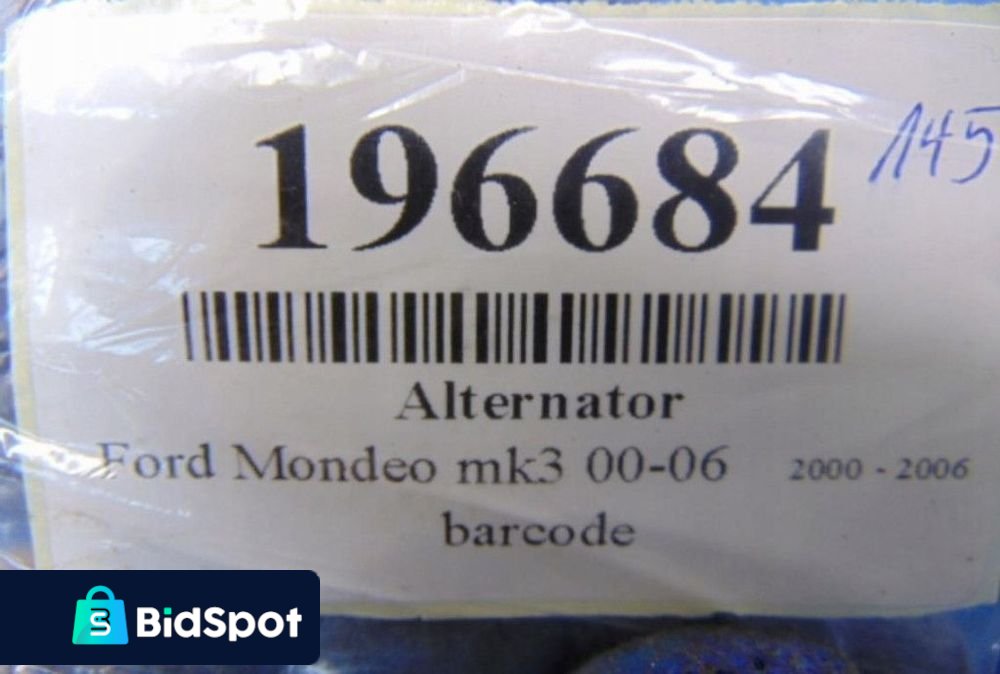 196684
145
Alternator
Ford Mondeo mk3 00-06 2000 - 2006
barcode
BidSpot